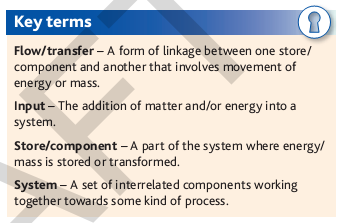 Key terms
Flow/transfer – A form of linkage between one store/
component and another that involves movement of
energy or mass.
Input – The addition of matter and/or energy into a
system.
Store/component – A part of the system where energy/
mass is stored or transformed.
System – A set of interrelated components working
together towards some kind of process.